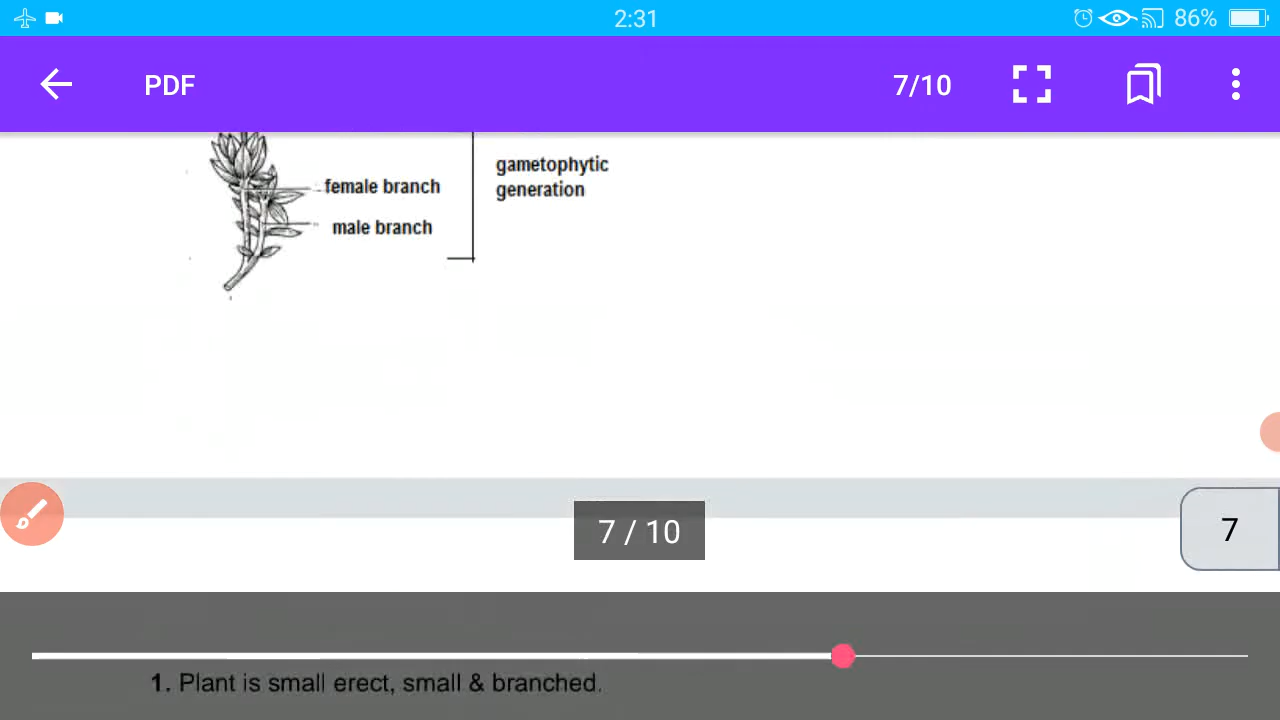 2:31
86%
PDF
7/10
gametophytic
generation
female branch
male branch
7 / 10
7
1. Plant is small erect, small & branched.